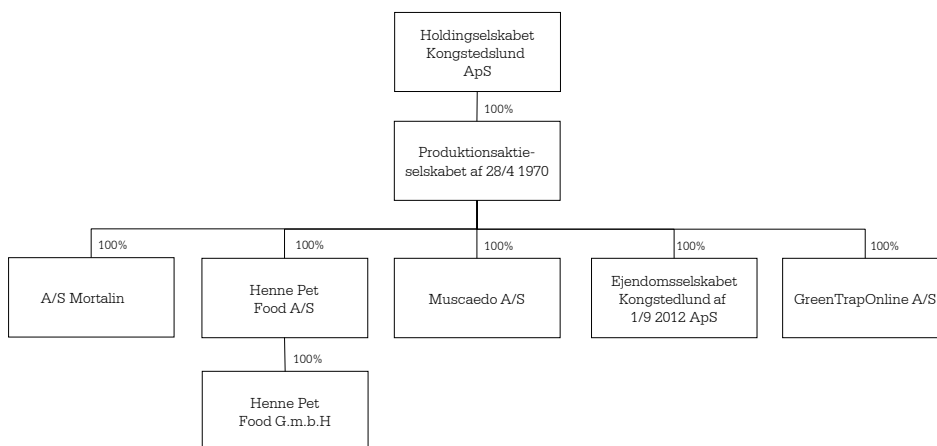 Holdingselskabet
Kongstedslund
ApS
100%
Produktionsaktie-
selskabet af 28/4 1970
100%
100%
100%
100%
100%
A/S Mortalin
Henne Pet
Food A/S
Muscaedo A/S
Ejendomsselskabet
Kongstedlund af
1/9 2012 ApS
GreenTrapOnline A/S
100%
Henne Pet
Food G.m.b.H